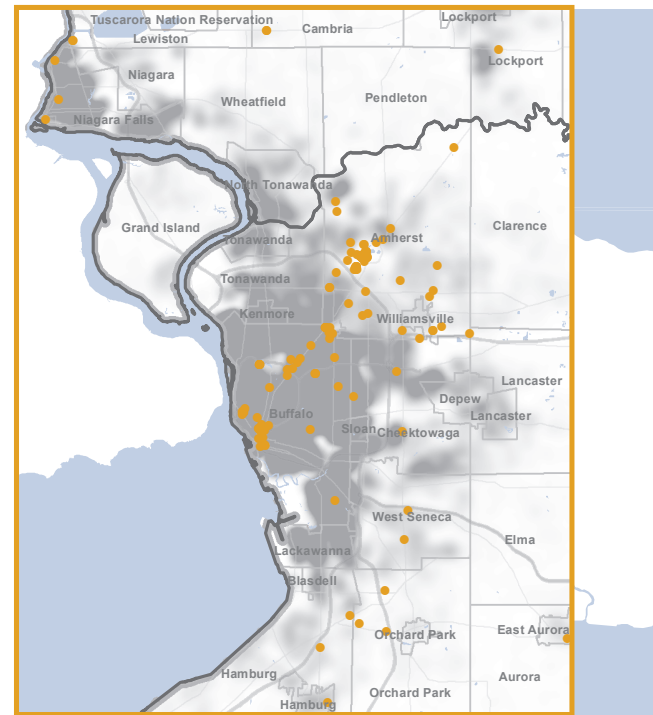 Tuscarora Nation Reservation
Lockport
Cambria
Lewiston
Lockport
Niagara
Pendleton
Wheatfield
Niagara Falls
North Tonawanda
Clarence
Grand Island
Amherst
Tonawanda
Tonawanda
Kenmore
Williamsville
Lancaster
Depew
Buffalo
Lancaster
Sloan
Cheektowaga
West Seneca
Elma
Lackawanna
Blasdell
East Aurora
Orchard Park
Hamburg
Aurora
Orchard Park
Hamburg